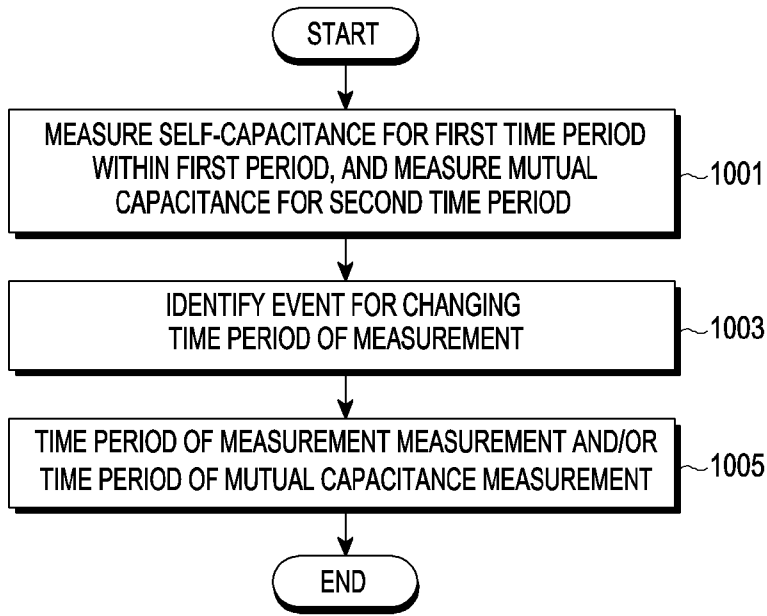 START
MEASURE SELF-CAPACITANCE FOR FIRST TIME PERIOD
WITHIN FIRST PERIOD, AND MEASURE MUTUAL
CAPACITANCE FOR SECOND TIME PERIOD
1001
IDENTIFY EVENT FOR CHANGING
TIME PERIOD OF MEASUREMENT
1003
TIME PERIOD OF MEASUREMENT MEASUREMENT AND/OR
TIME PERIOD OF MUTUAL CAPACITANCE MEASUREMENT
1005
END